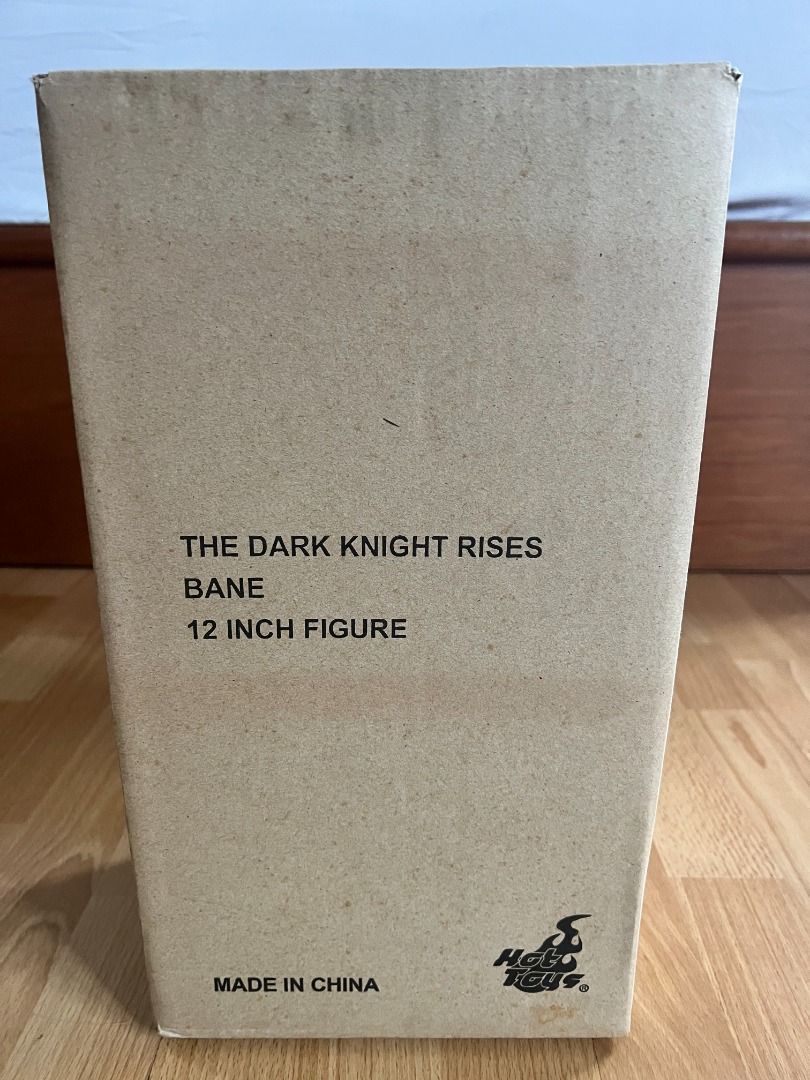 THE DARK KNIGHT RISES
BANE
12 INCH FIGURE
MADE IN CHINA
Hot
Toys®